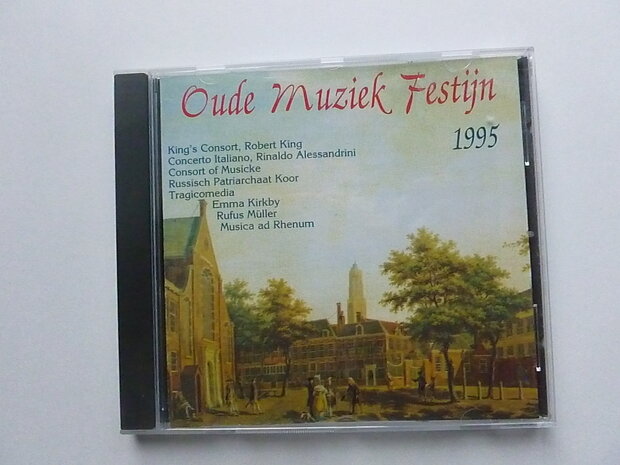 Oude Muziek Festijn
1995
King's Consort, Robert King
Concerto Italiano, Rinaldo Alessandrini
Consort of Musicke
Russisch Patriarchaat Koor
Tragicomedia
Emma Kirkby
Rufus Müller
Musica ad Rhenum